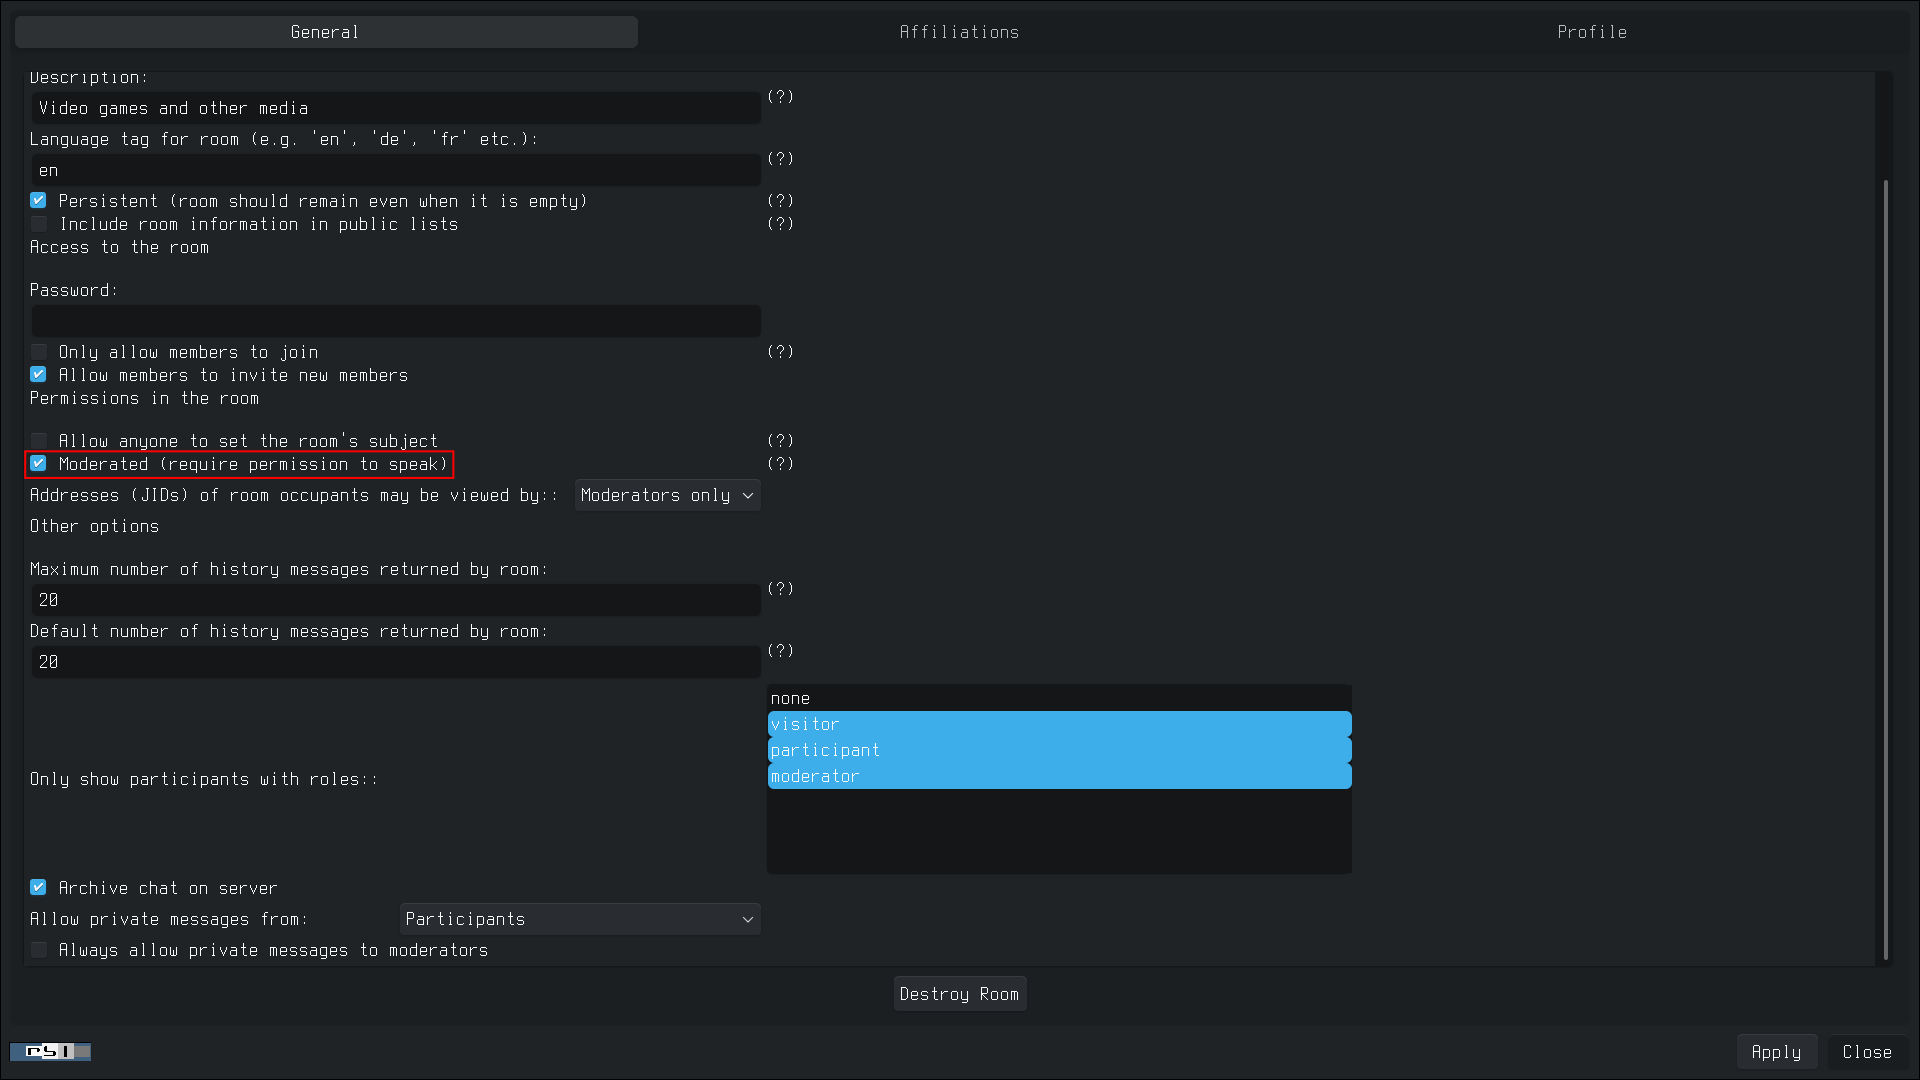 General
Affiliations
Profile
Description:
Video games and other media
(?)
Language tag for room (e.g. 'en', 'de', 'fr' etc.):
en
(?)
Persistent (room should remain even when it is empty)
(?)
Include room information in public lists
(?)
Access to the room
Password:
Only allow members to join
(?)
Allow members to invite new members
Permissions in the room
Allow anyone to set the room's subject
(?)
Moderated (require permission to speak)
(?)
Addresses (JIDs) of room occupants may be viewed by::
Moderators only
Other options
Maximum number of history messages returned by room:
20
(?)
Default number of history messages returned by room:
20
(?)
none
visitor
participant
moderator
Only show participants with roles::
Archive chat on server
Allow private messages from:
Participants
Always allow private messages to moderators
Destroy Room
Apply
Close